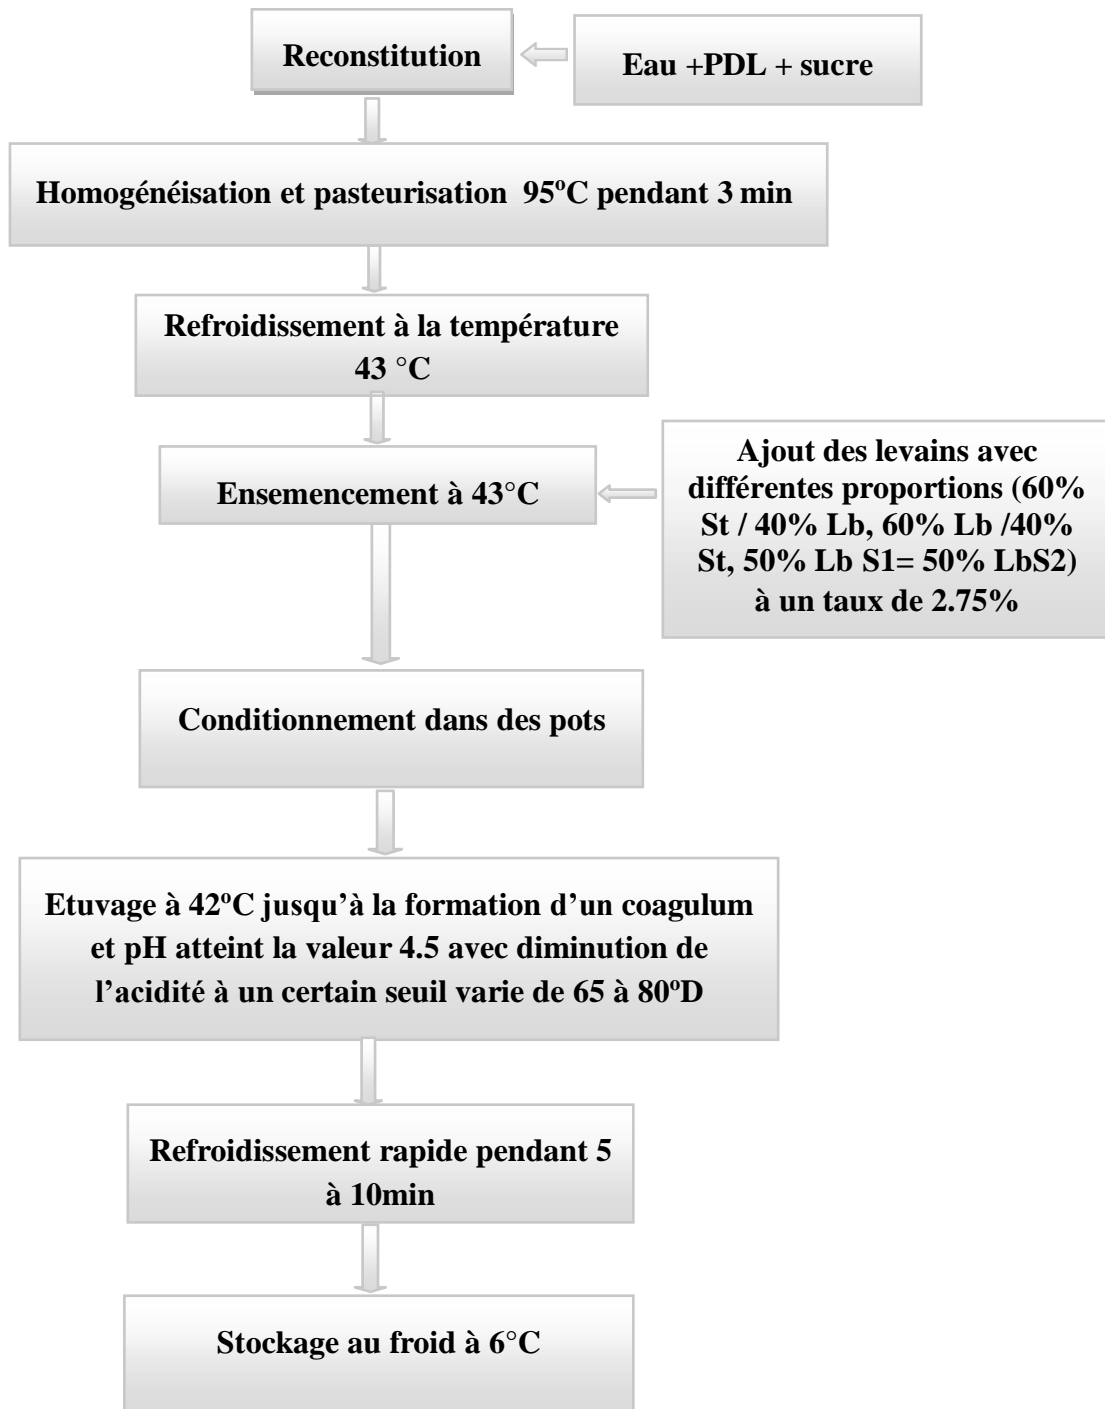 Reconstitution
Eau +PDL + sucre
Homogénéisation et pasteurisation 95ºC pendant 3 min
Refroidissement à la température
43 °C
Ensemencement à 43°C
Ajout des levains avec
différentes proportions (60%
St / 40% Lb, 60% Lb /40%
St, 50% Lb S1= 50% LbS2)
à un taux de 2.75%
Conditionnement dans des pots
Etuvage à 42ºC jusqu’à la formation d’un coagulum
et pH atteint la valeur 4.5 avec diminution de
l’acidité à un certain seuil varie de 65 à 80ºD
Refroidissement rapide pendant 5
à 10min
Stockage au froid à 6°C